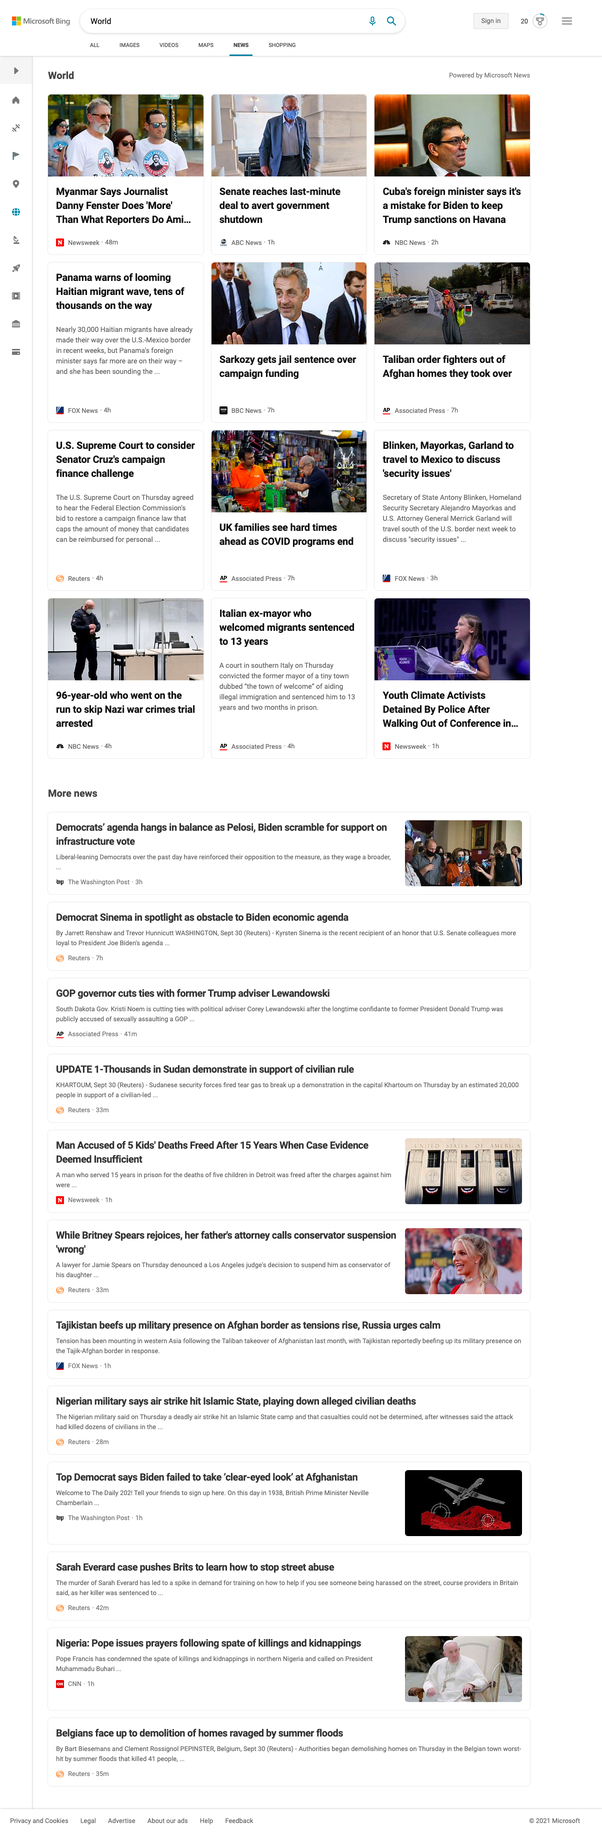 Microsoft Bing
World
Sign in
20
ALL IMAGES VIDEOS MAPS NEWS SHOPPING
World
Powered by Microsoft News
Myanmar Says Journalist
Danny Fenster Does 'More'
Than What Reporters Do Ami...
Newsweek · 48m
Senate reaches last-minute
deal to avert government
shutdown
ABC News · 1h
Cuba's foreign minister says it's
a mistake for Biden to keep
Trump sanctions on Havana
NBC News · 2h
Panama warns of looming
Haitian migrant wave, tens of
thousands on the way
Nearly 30,000 Haitian migrants have already
made their way over the U.S.-Mexico border
in recent weeks, but Panama's foreign
minister says far more are on their way –
and she has been sounding the ...
FOX News · 4h
Sarkozy gets jail sentence over
campaign funding
BBC News · 7h
Taliban order fighters out of
Afghan homes they took over
AP Associated Press · 7h
U.S. Supreme Court to consider
Senator Cruz's campaign
finance challenge
The U.S. Supreme Court on Thursday agreed
to hear the Federal Election Commission's
bid to restore a campaign finance law that
caps the amount of money that candidates
can be reimbursed for personal ...
Reuters · 4h
UK families see hard times
ahead as COVID programs end
AP Associated Press · 7h
Blinken, Mayorkas, Garland to
travel to Mexico to discuss
'security issues'
Secretary of State Antony Blinken, Homeland
Security Secretary Alejandro Mayorkas and
U.S. Attorney General Merrick Garland will
travel south of the U.S. border next week to
discuss "security issues" ...
FOX News · 3h
96-year-old who went on the
run to skip Nazi war crimes trial
arrested
NBC News · 4h
Italian ex-mayor who
welcomed migrants sentenced
to 13 years
A court in southern Italy on Thursday
convicted the former mayor of a tiny town
dubbed “the town of welcome” of aiding
illegal immigration and sentenced him to 13
years and two months in prison.
AP Associated Press · 4h
Youth Climate Activists
Detained By Police After
Walking Out of Conference in...
Newsweek · 1h
More news
Democrats’ agenda hangs in balance as Pelosi, Biden scramble for support on
infrastructure vote
Liberal-leaning Democrats over the past day have reinforced their opposition to the measure, as they wage a broader,
...
wp The Washington Post · 3h
Democrat Sinema in spotlight as obstacle to Biden economic agenda
By Jarrett Renshaw and Trevor Hunnicutt WASHINGTON, Sept 30 (Reuters) - Kyrsten Sinema is the recent recipient of an honor that U.S. Senate colleagues more
loyal to President Joe Biden's agenda ...
Reuters · 7h
GOP governor cuts ties with former Trump adviser Lewandowski
South Dakota Gov. Kristi Noem is cutting ties with political adviser Corey Lewandowski after the longtime confidante to former President Donald Trump was
publicly accused of sexually assaulting a GOP ...
AP Associated Press · 41m
UPDATE 1-Thousands in Sudan demonstrate in support of civilian rule
KHARTOUM, Sept 30 (Reuters) - Sudanese security forces fired tear gas to break up a demonstration in the capital Khartoum on Thursday by an estimated 20,000
people in support of a civilian-led ...
Reuters · 33m
Man Accused of 5 Kids' Deaths Freed After 15 Years When Case Evidence
Deemed Insufficient
A man who served 15 years in prison for the deaths of five children in Detroit was freed after the charges against him
were ...
Newsweek · 1h
While Britney Spears rejoices, her father's attorney calls conservator suspension
'wrong'
A lawyer for Jamie Spears on Thursday denounced a Los Angeles judge's decision to suspend him as conservator of
his daughter ...
Reuters · 33m
Tajikistan beefs up military presence on Afghan border as tensions rise, Russia urges calm
Tension has been mounting in western Asia following the Taliban takeover of Afghanistan last month, with Tajikistan reportedly beefing up its military presence on
the Tajik-Afghan border in response.
FOX News · 1h
Nigerian military says air strike hit Islamic State, playing down alleged civilian deaths
The Nigerian military said on Thursday a deadly air strike hit an Islamic State camp and that casualties could not be determined, after witnesses said the attack
had killed dozens of civilians in the ...
Reuters · 28m
Top Democrat says Biden failed to take ‘clear-eyed look’ at Afghanistan
Welcome to The Daily 202! Tell your friends to sign up here. On this day in 1938, British Prime Minister Neville
Chamberlain ...
wp The Washington Post · 1h
Sarah Everard case pushes Brits to learn how to stop street abuse
The murder of Sarah Everard has led to a spike in demand for training on how to help if you see someone being harassed on the street, course providers in Britain
said, as her killer was sentenced to ...
Reuters · 42m
Nigeria: Pope issues prayers following spate of killings and kidnappings
Pope Francis has condemned the spate of killings and kidnappings in northern Nigeria and called on President
Muhammadu Buhari ...
CNN · 1h
Belgians face up to demolition of homes ravaged by summer floods
By Bart Biesemans and Clement Rossignol PEPINSTER, Belgium, Sept 30 (Reuters) - Authorities began demolishing homes on Thursday in the Belgian town worst-
hit by summer floods that killed 41 people, ...
Reuters · 35m
Privacy and Cookies Legal Advertise About our ads Help Feedback
© 2021 Microsoft